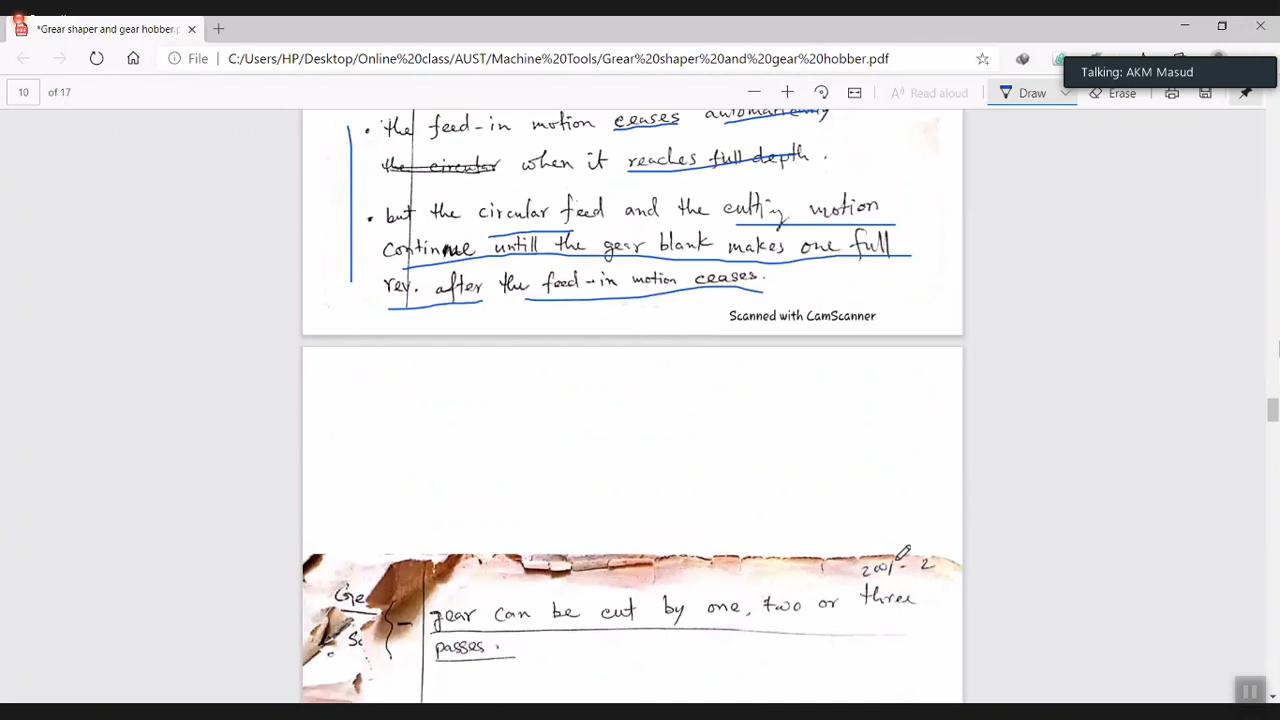 *Grear shaper and gear hobber.p
File
C:/Users/HP/Desktop/Online%20class/AUST/Machine%20Tools/Grear%20shaper%20and%20gear%20hobber.pdf
Talking: AKM Masud
10 of 17
Read aloud
Draw
Erase
• the feed-in motion ceases automatically
the circular when it reaches full depth.
• but the circular feed and the cutting motion
continue untill the gear blank makes one full
rev. after the feed-in motion ceases.
Scanned with CamScanner
gear can be cut by one, two or three
passes.